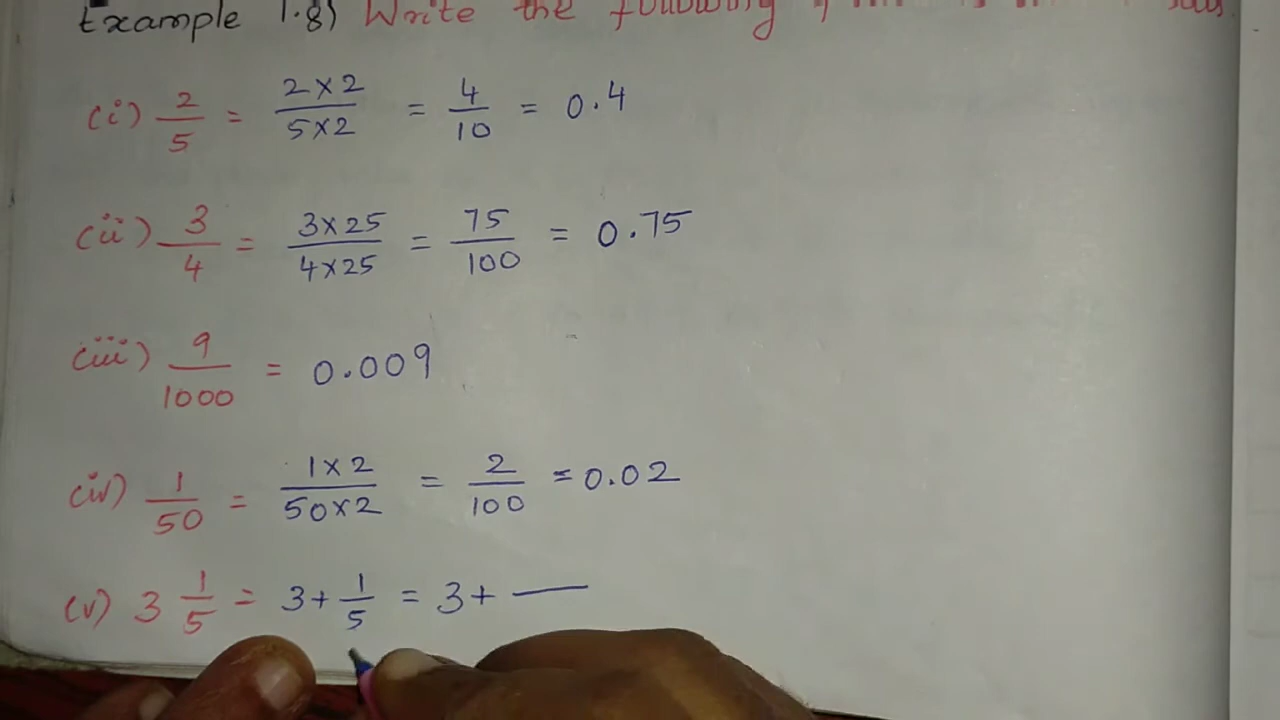 Example 1.8) Write the following
(i) 2/5 = 2×2/5×2 = 4/10 = 0.4
(ii) 3/4 = 3×25/4×25 = 75/100 = 0.75
(iii) 9/1000 = 0.009
(iv) 1/50 = 1×2/50×2 = 2/100 = 0.02
(v) 3 1/5 = 3+1/5 = 3+ —